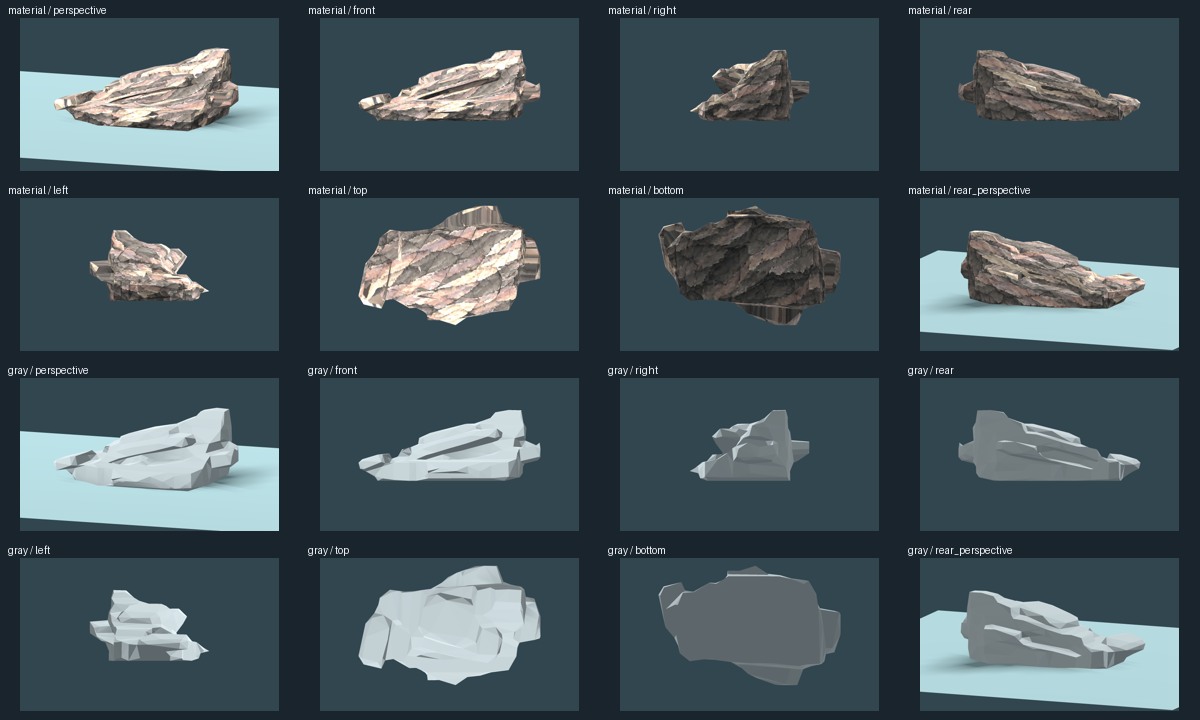 material / perspective
material / front
material / right
material / rear
material / left
material / top
material / bottom
material / rear_perspective
gray / perspective
gray / front
gray / right
gray / rear
gray / left
gray / top
gray / bottom
gray / rear_perspective